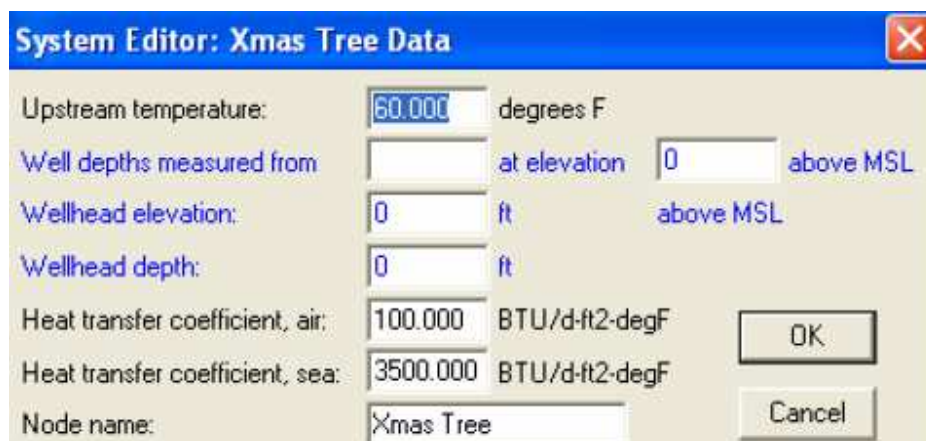 System Editor: Xmas Tree Data
Upstream temperature: 60.000 degrees F
Well depths measured from at elevation 0 above MSL
Wellhead elevation: 0 ft above MSL
Wellhead depth: 0 ft
Heat transfer coefficient, air: 100.000 BTU/d-ft2-degF
OK
Heat transfer coefficient, sea: 3500.000 BTU/d-ft2-degF
Node name: Xmas Tree Cancel